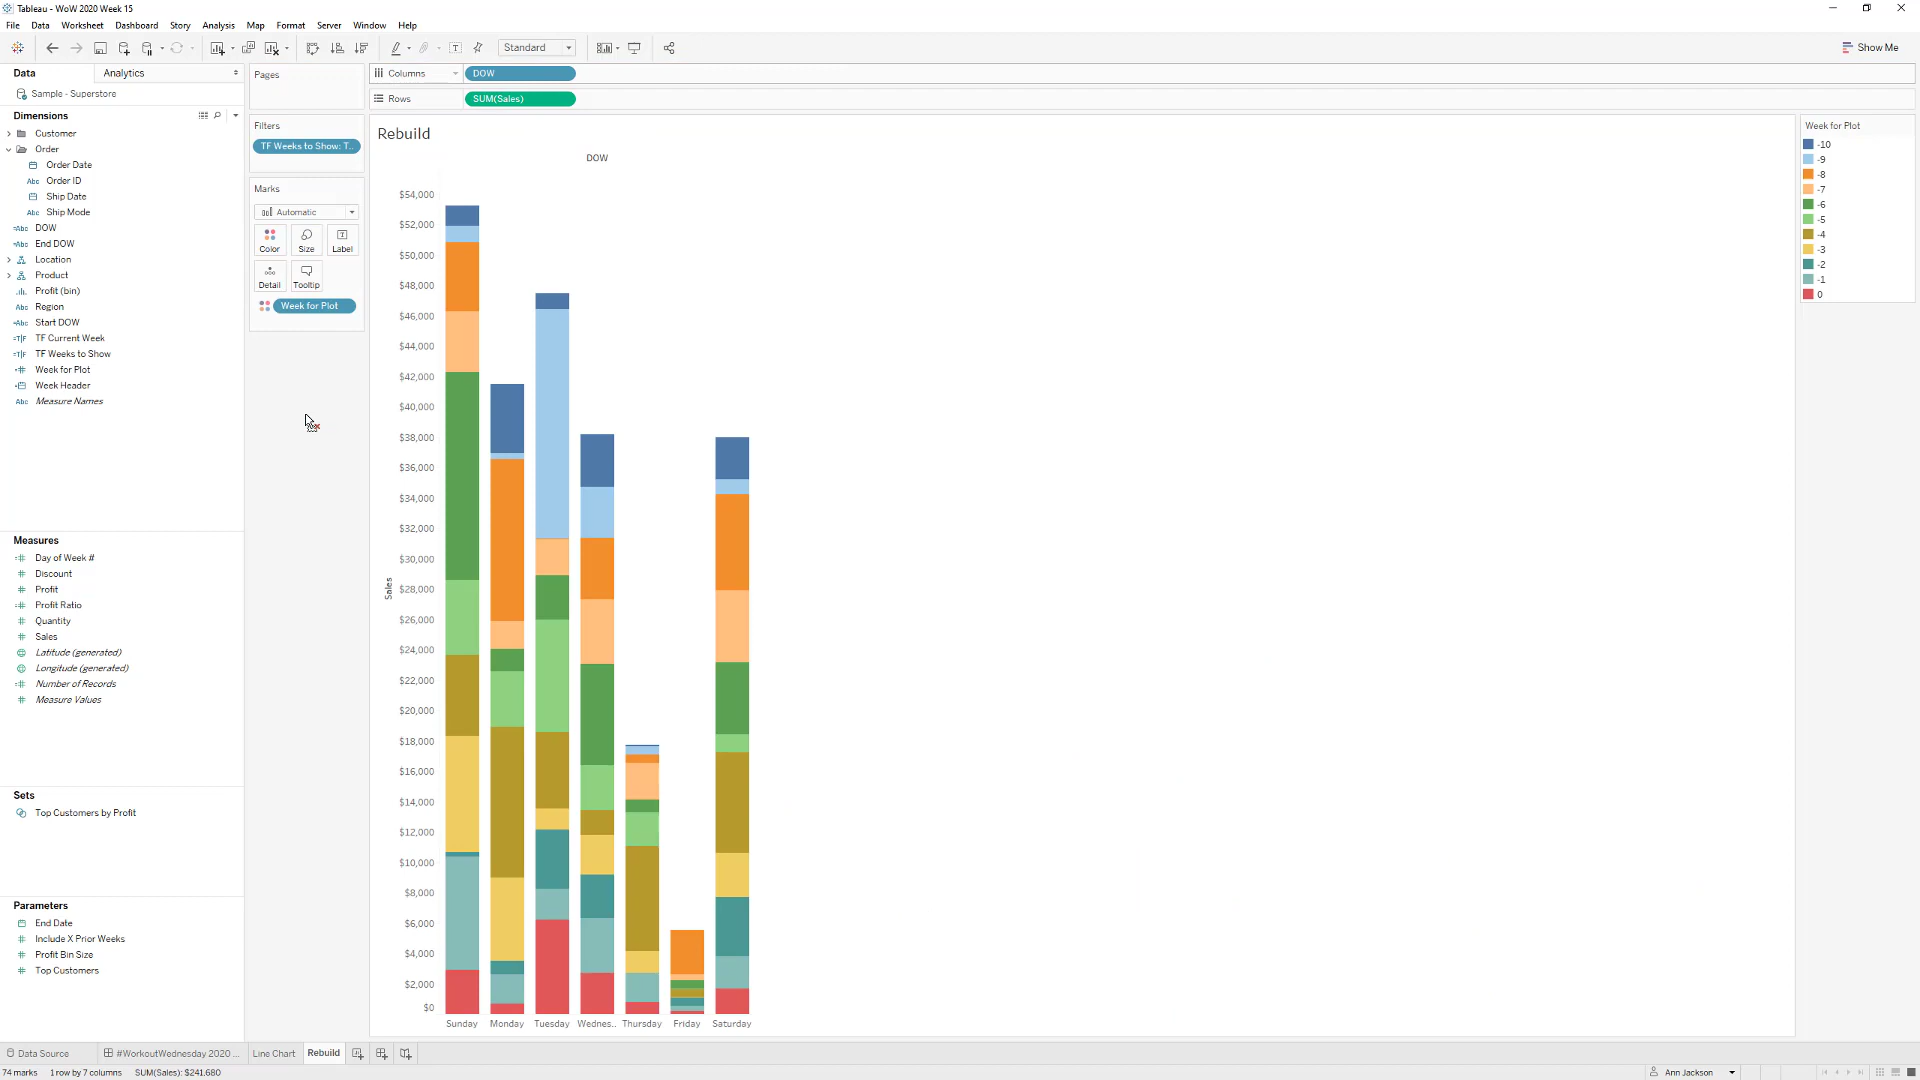 Tableau - WoW 2020 Week 15
File Data Worksheet Dashboard Story Analysis Map Format Server Window Help
Standard
Show Me
Data Analytics
Sample - Superstore
Dimensions
Customer
Order
Order Date
Abc Order ID
Ship Date
Abc Ship Mode
=Abc DOW
=Abc End DOW
Location
Product
Profit (bin)
Abc Region
=Abc Start DOW
=T|F TF Current Week
=T|F TF Weeks to Show
Week for Plot
Week Header
Abc Measure Names
Measures
Day of Week #
Discount
Profit
Profit Ratio
Quantity
Sales
Latitude (generated)
Longitude (generated)
Number of Records
Measure Values
Sets
Top Customers by Profit
Parameters
End Date
Include X Prior Weeks
Profit Bin Size
Top Customers
Pages
Filters
TF Weeks to Show: T..
Marks
Automatic
Color Size Label
Detail Tooltip
Week for Plot
Columns DOW
Rows SUM(Sales)
Rebuild
DOW
$54,000
$52,000
$50,000
$48,000
$46,000
$44,000
$42,000
$40,000
$38,000
$36,000
$34,000
$32,000
$30,000
$28,000
$26,000
$24,000
$22,000
$20,000
$18,000
$16,000
$14,000
$12,000
$10,000
$8,000
$6,000
$4,000
$2,000
$0
Sales
Sunday Monday Tuesday Wednes.. Thursday Friday Saturday
Week for Plot
-10
-9
-8
-7
-6
-5
-4
-3
-2
-1
0
Data Source #WorkoutWednesday 2020 ... Line Chart Rebuild
74 marks 1 row by 7 columns SUM(Sales): $241,680 Ann Jackson